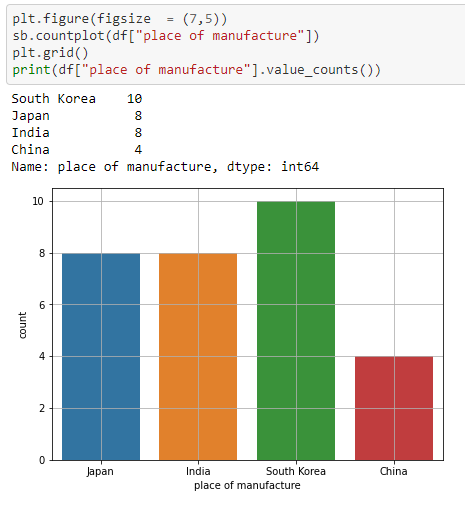 plt.figure(figsize  = (7,5))
sb.countplot(df["place of manufacture"])
plt.grid()
print(df["place of manufacture"].value_counts())
South Korea    10
Japan           8
India           8
China           4
Name: place of manufacture, dtype: int64
10
8
6
4
2
0
count
Japan India South Korea China
place of manufacture